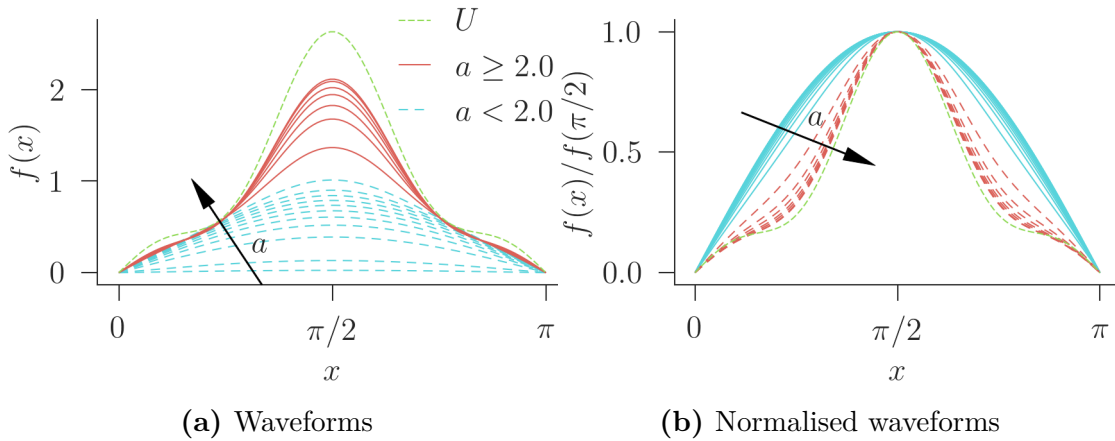 f(x)
2
1
0
0
π/2
π
x
a
U
a ≥ 2.0
a < 2.0
(a) Waveforms
f(x)/f(π/2)
1.0
0.5
0.0
0
π/2
π
x
a
(b) Normalised waveforms